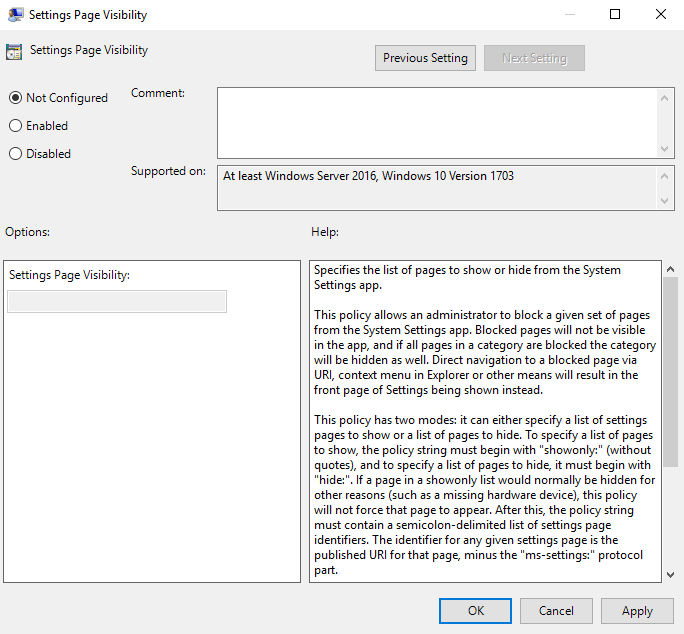 Settings Page Visibility
Settings Page Visibility
Previous Setting
Next Setting
Not Configured
Enabled
Disabled
Comment:
Supported on:
At least Windows Server 2016, Windows 10 Version 1703
Options:
Help:
Settings Page Visibility:
Specifies the list of pages to show or hide from the System
Settings app.
This policy allows an administrator to block a given set of pages
from the System Settings app. Blocked pages will not be visible
in the app, and if all pages in a category are blocked the category
will be hidden as well. Direct navigation to a blocked page via
URI, context menu in Explorer or other means will result in the
front page of Settings being shown instead.
This policy has two modes: it can either specify a list of settings
pages to show or a list of pages to hide. To specify a list of pages
to show, the policy string must begin with "showonly:" (without
quotes), and to specify a list of pages to hide, it must begin with
"hide:". If a page in a showonly list would normally be hidden for
other reasons (such as a missing hardware device), this policy
will not force that page to appear. After this, the policy string
must contain a semicolon-delimited list of settings page
identifiers. The identifier for any given settings page is the
published URI for that page, minus the "ms-settings:" protocol
part.
OK
Cancel
Apply